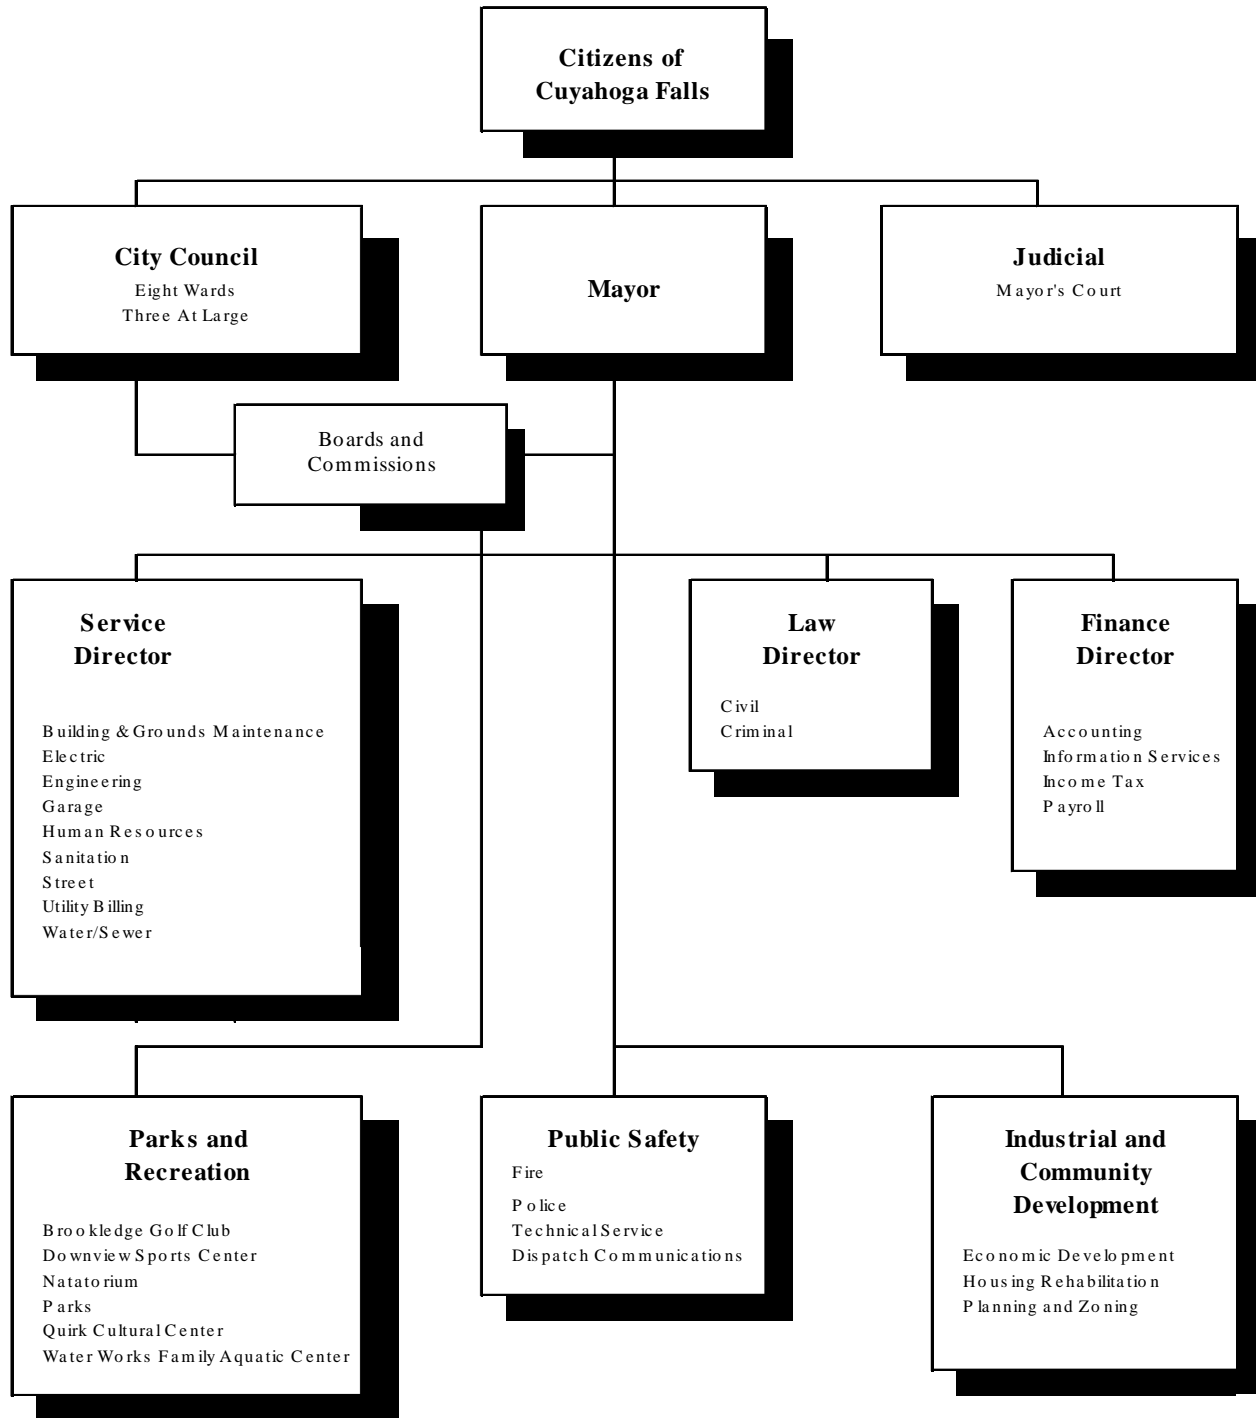 Citizens of
Cuyahoga Falls
City Council
Eight Wards
Three At Large
Mayor
Judicial
Mayor's Court
Boards and
Commissions
Service
Director
Building & Grounds Maintenance
Electric
Engineering
Garage
Human Resources
Sanitation
Street
Utility Billing
Water/Sewer
Law
Director
Civil
Criminal
Finance
Director
Accounting
Information Services
Income Tax
Payroll
Parks and
Recreation
Brookledge Golf Club
Downview Sports Center
Natatorium
Parks
Quirk Cultural Center
Water Works Family Aquatic Center
Public Safety
Fire
Police
Technical Service
Dispatch Communications
Industrial and
Community
Development
Economic Development
Housing Rehabilitation
Planning and Zoning